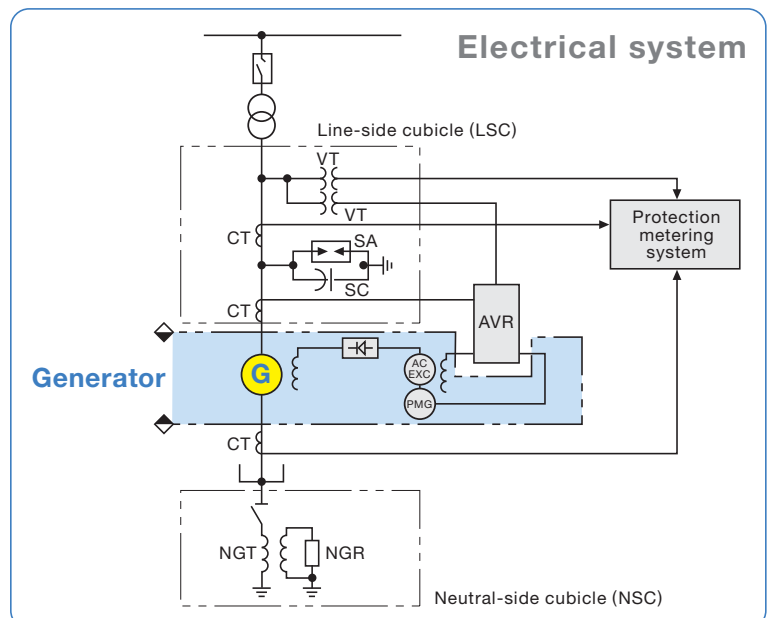 Electrical system
Line-side cubicle (LSC)
VT
VT
CT
SA
SC
CT
Protection
metering
system
AVR
Generator
G
AC
EXC
PMG
CT
NGT
NGR
Neutral-side cubicle (NSC)